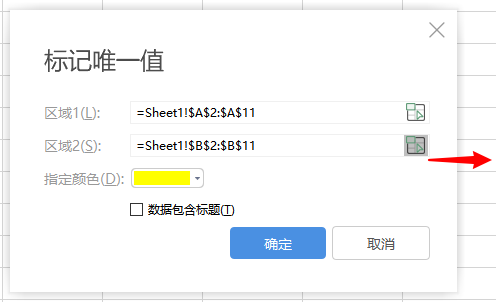 标记唯一值
区域1(L): =Sheet1!$A$2:$A$11
区域2(S): =Sheet1!$B$2:$B$11
指定颜色(D):
数据包含标题(T)
确定 取消